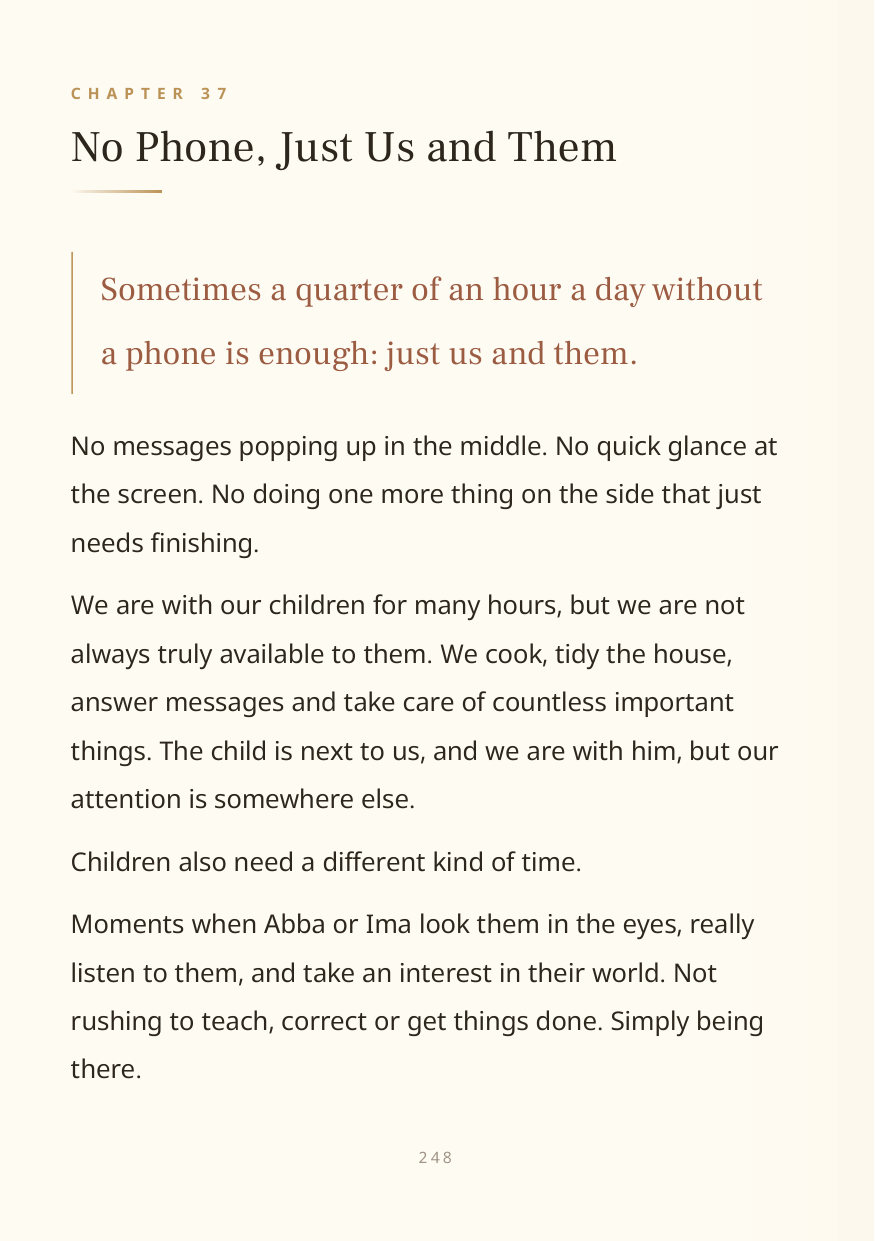 CHAPTER 37
No Phone, Just Us and Them
Sometimes a quarter of an hour a day without
a phone is enough: just us and them.
No messages popping up in the middle. No quick glance at
the screen. No doing one more thing on the side that just
needs finishing.
We are with our children for many hours, but we are not
always truly available to them. We cook, tidy the house,
answer messages and take care of countless important
things. The child is next to us, and we are with him, but our
attention is somewhere else.
Children also need a different kind of time.
Moments when Abba or Ima look them in the eyes, really
listen to them, and take an interest in their world. Not
rushing to teach, correct or get things done. Simply being
there.
248